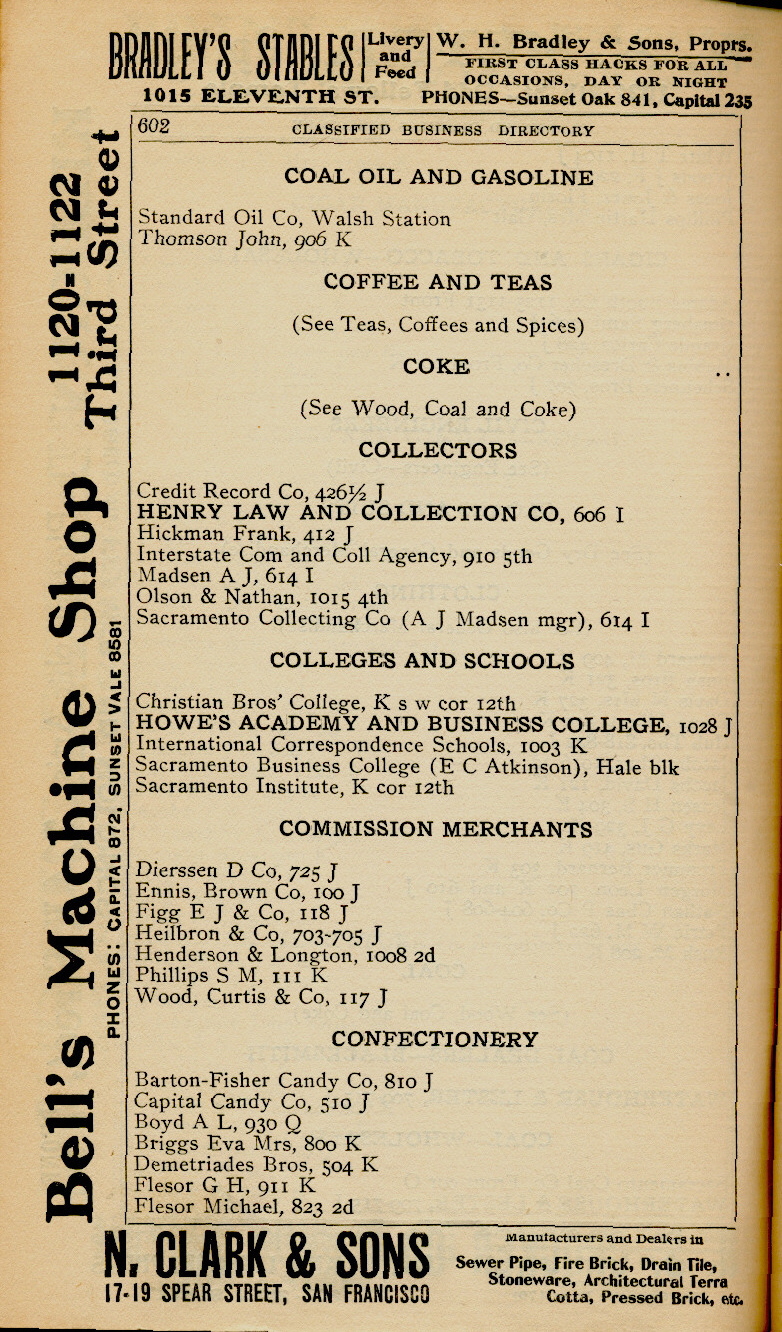 BRADLEY'S STABLES
Livery
and
Feed
W. H. Bradley & Sons, Proprs.
FIRST CLASS HACKS FOR ALL
OCCASIONS, DAY OR NIGHT
1015 ELEVENTH ST. PHONES—Sunset Oak 841, Capital 235
Bell's Machine Shop
1120-1122
Third Street
PHONES: CAPITAL 872, SUNSET VALE 8581
602 CLASSIFIED BUSINESS DIRECTORY
COAL OIL AND GASOLINE
Standard Oil Co, Walsh Station
Thomson John, 906 K
COFFEE AND TEAS
(See Teas, Coffees and Spices)
COKE
(See Wood, Coal and Coke)
COLLECTORS
Credit Record Co, 426½ J
HENRY LAW AND COLLECTION CO, 606 I
Hickman Frank, 412 J
Interstate Com and Coll Agency, 910 5th
Madsen A J, 614 I
Olson & Nathan, 1015 4th
Sacramento Collecting Co (A J Madsen mgr), 614 I
COLLEGES AND SCHOOLS
Christian Bros' College, K s w cor 12th
HOWE'S ACADEMY AND BUSINESS COLLEGE, 1028 J
International Correspondence Schools, 1003 K
Sacramento Business College (E C Atkinson), Hale blk
Sacramento Institute, K cor 12th
COMMISSION MERCHANTS
Dierssen D Co, 725 J
Ennis, Brown Co, 100 J
Figg E J & Co, 118 J
Heilbron & Co, 703-705 J
Henderson & Longton, 1008 2d
Phillips S M, 111 K
Wood, Curtis & Co, 117 J
CONFECTIONERY
Barton-Fisher Candy Co, 810 J
Capital Candy Co, 510 J
Boyd A L, 930 Q
Briggs Eva Mrs, 800 K
Demetriades Bros, 504 K
Flesor G H, 911 K
Flesor Michael, 823 2d
N. CLARK & SONS
17-19 SPEAR STREET, SAN FRANCISCO
Manufacturers and Dealers in
Sewer Pipe, Fire Brick, Drain Tile,
Stoneware, Architectural Terra
Cotta, Pressed Brick, etc.